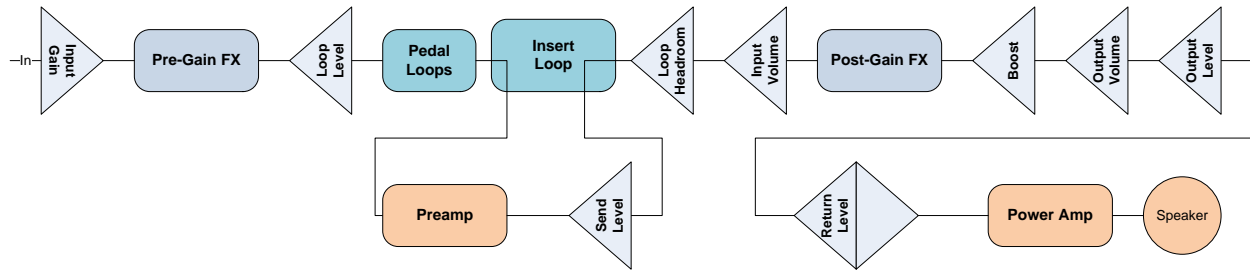 In
Input
Gain
Pre-Gain FX
Loop
Level
Pedal
Loops
Insert
Loop
Loop
Headroom
Input
Volume
Post-Gain FX
Boost
Output
Volume
Output
Level
Preamp
Send Level
Return
Level
Power Amp
Speaker